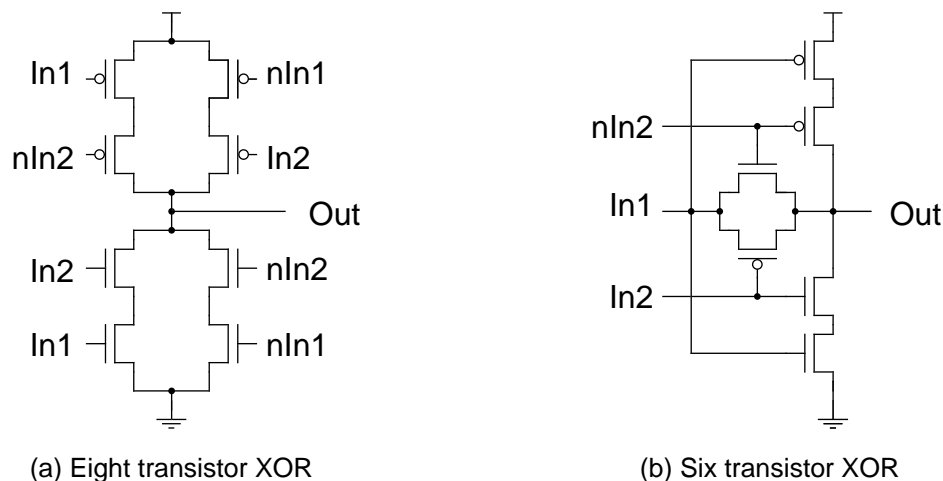 In1
nIn1
nIn2
In2
Out
In2
nIn2
In1
nIn1
(a) Eight transistor XOR
nIn2
In1
Out
In2
(b) Six transistor XOR